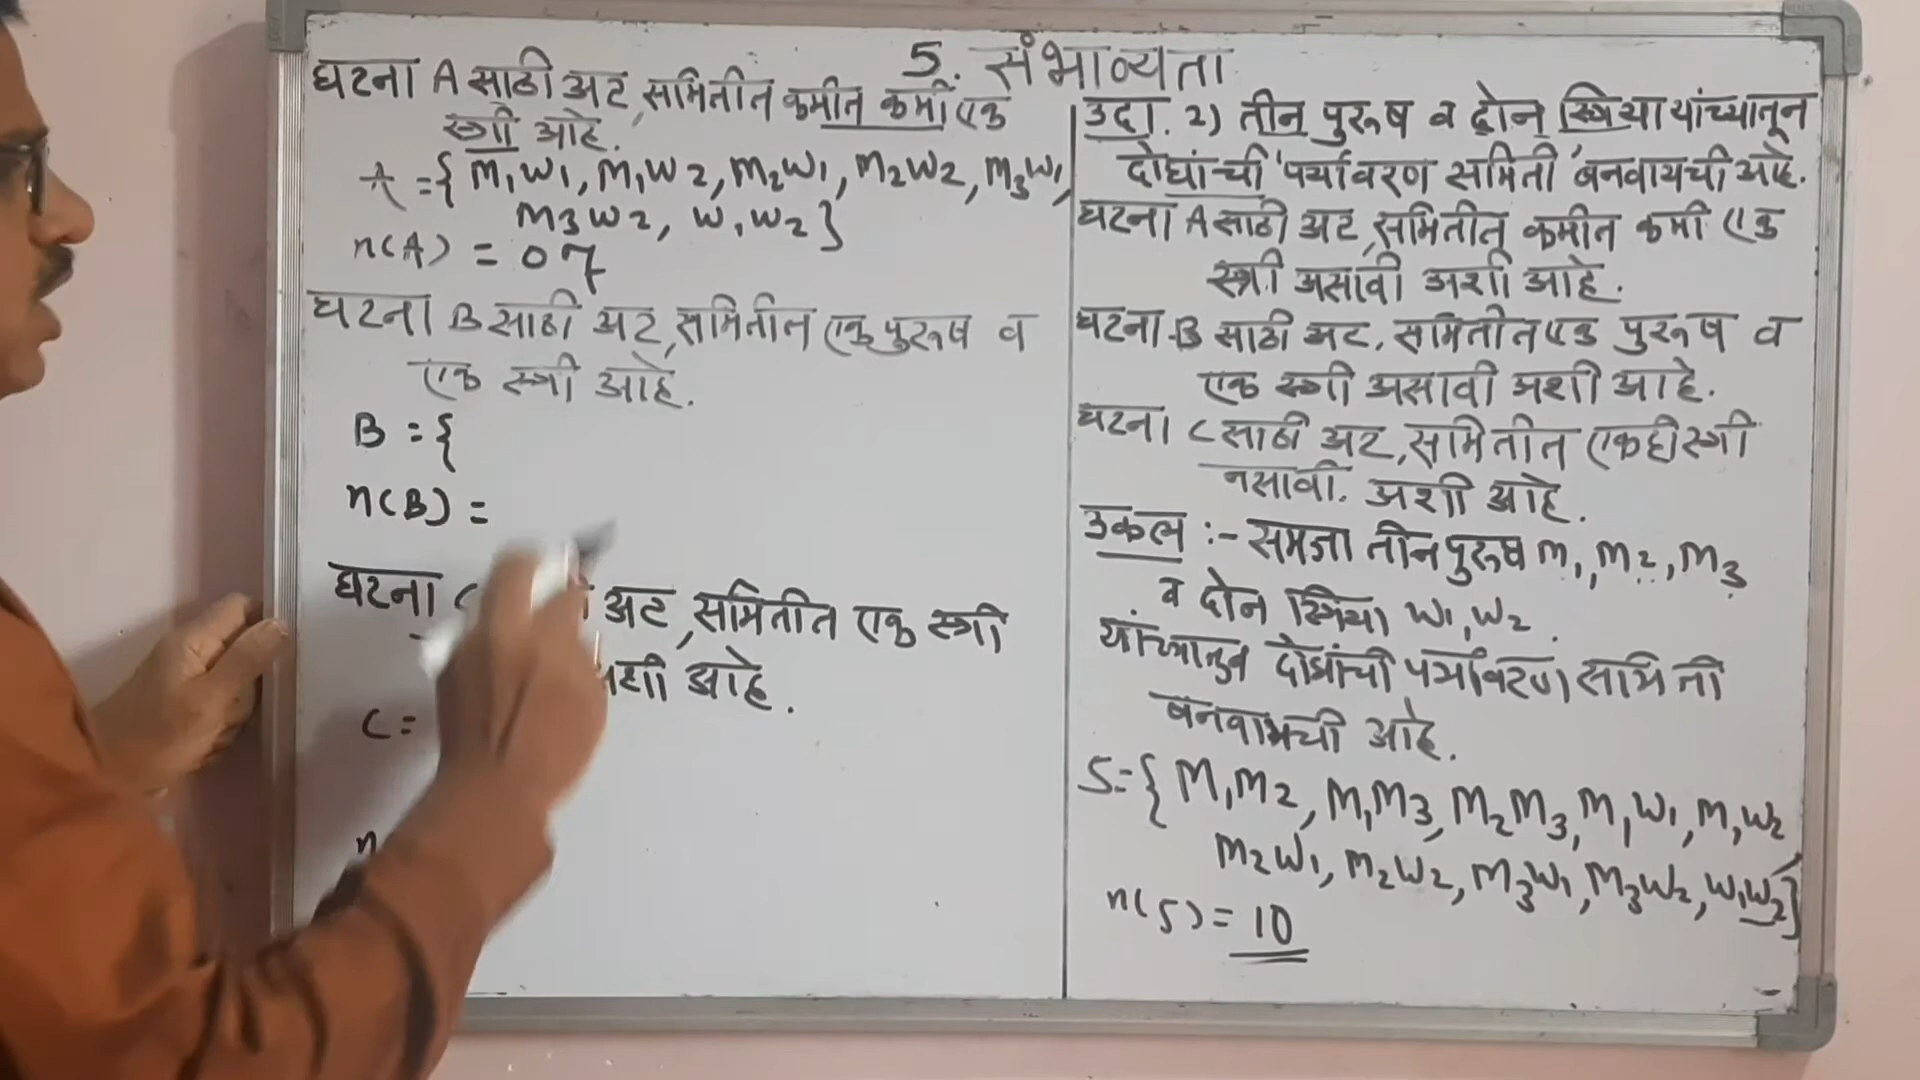 5. संभाव्यता
घटना A साठी अट, समितीत कमीत कमी एक
स्त्री आहे.
A = { M₁W₁, M₁W₂, M₂W₁, M₂W₂, M₃W₁,
M₃W₂, W₁W₂}
n(A) = 07
घटना B साठी अट, समितीत एक पुरूष व
एक स्त्री आहे.
B = {
n(B) =
घटना C अट, समितीत एक स्त्री
आहे.
C =
n
उदा. 2) तीन पुरूष व दोन स्त्रिया यांच्यातून
दोघांची 'पर्यावरण समिती' बनवायची आहे.
घटना A साठी अट, समितीत कमीत कमी एक
स्त्री असावी अशी आहे.
घटना B साठी अट, समितीत एक पुरूष व
एक स्त्री असावी अशी आहे.
घटना C साठी अट, समितीत एकही स्त्री
नसावी. अशी आहे.
उकल :- समजा तीन पुरूष M₁, M₂, M₃
व दोन स्त्रिया W₁, W₂.
यांच्यातून दोघांची पर्यावरण समिती
बनवायची आहे.
S = { M₁M₂, M₁M₃, M₂M₃, M₁W₁, M₁W₂
M₂W₁, M₂W₂, M₃W₁, M₃W₂, W₁W₂}
n(S) = 10